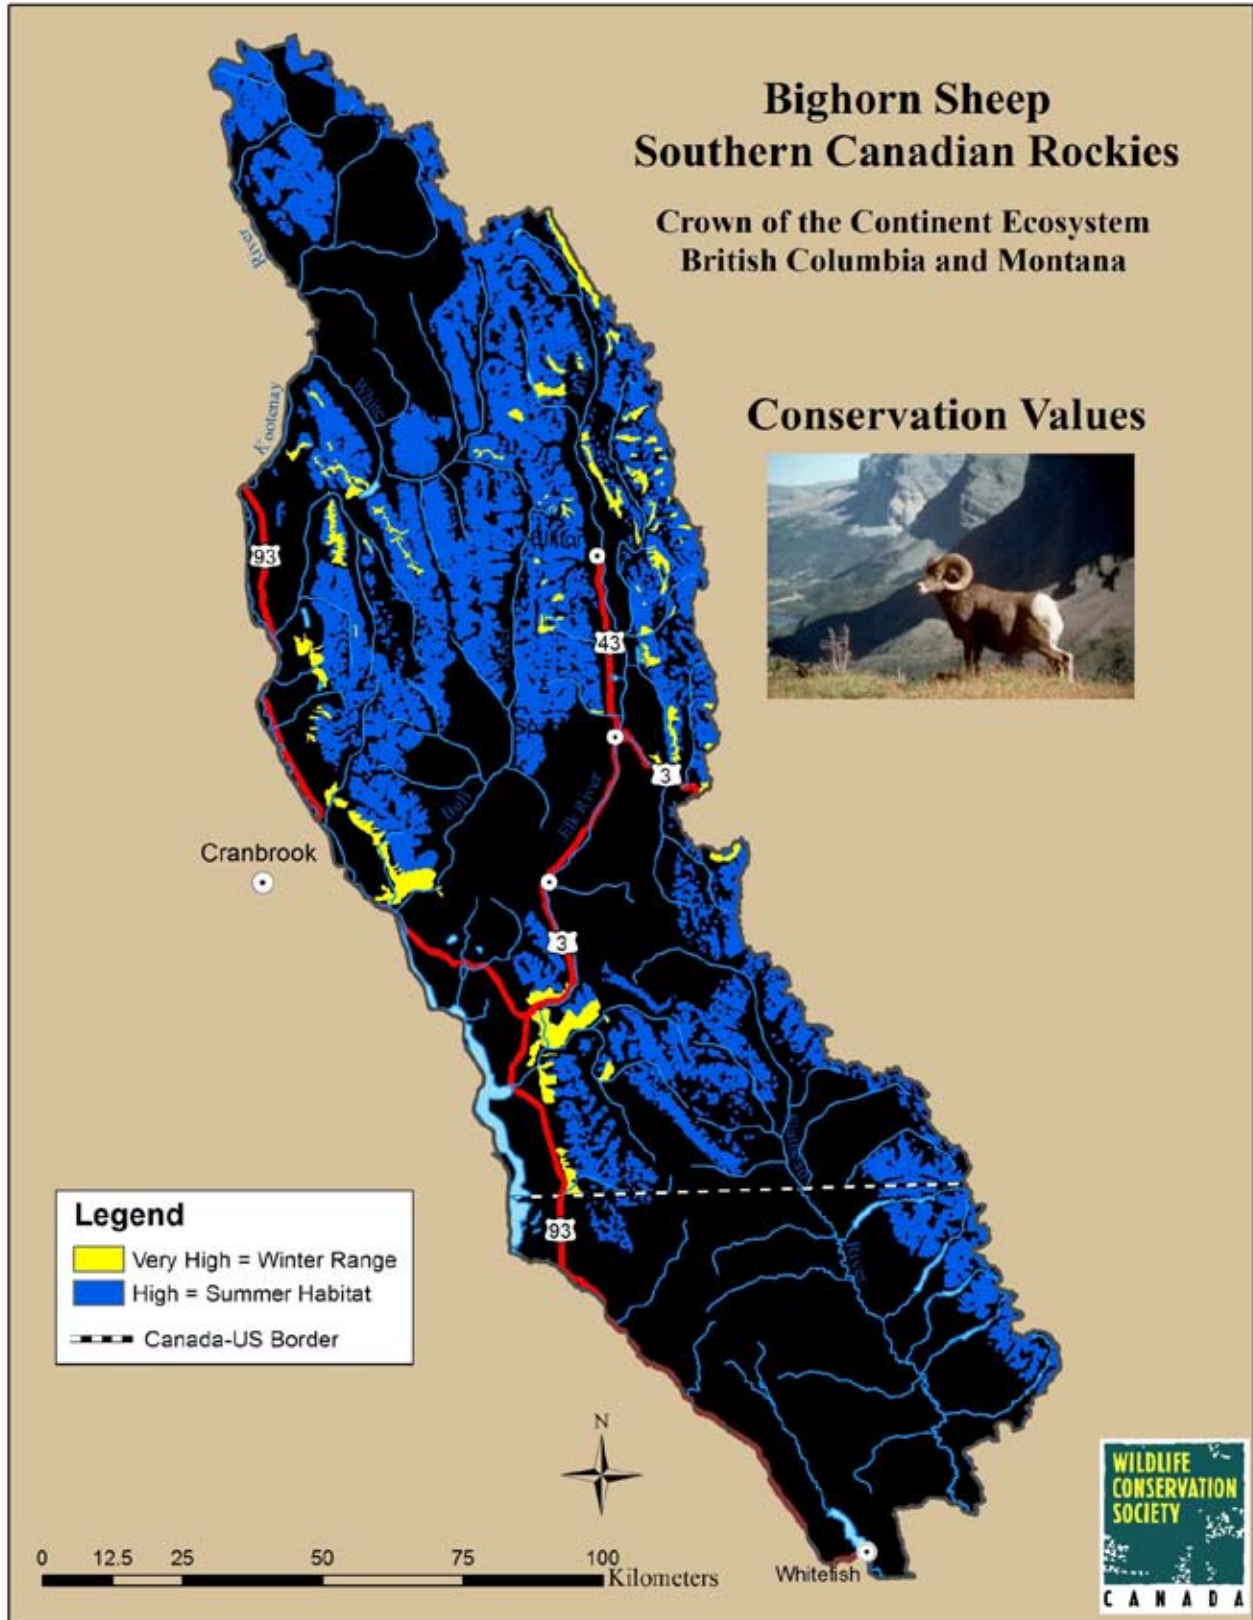 Bighorn Sheep
Southern Canadian Rockies
Crown of the Continent Ecosystem
British Columbia and Montana
Conservation Values
River
Kootenay
White
93
43
3
Bull
Elk River
Cranbrook
3
River
93
Legend
Very High = Winter Range
High = Summer Habitat
Canada-US Border
N
0 12.5 25 50 75 100
Kilometers
Whitefish
WILDLIFE
CONSERVATION
SOCIETY
CANADA